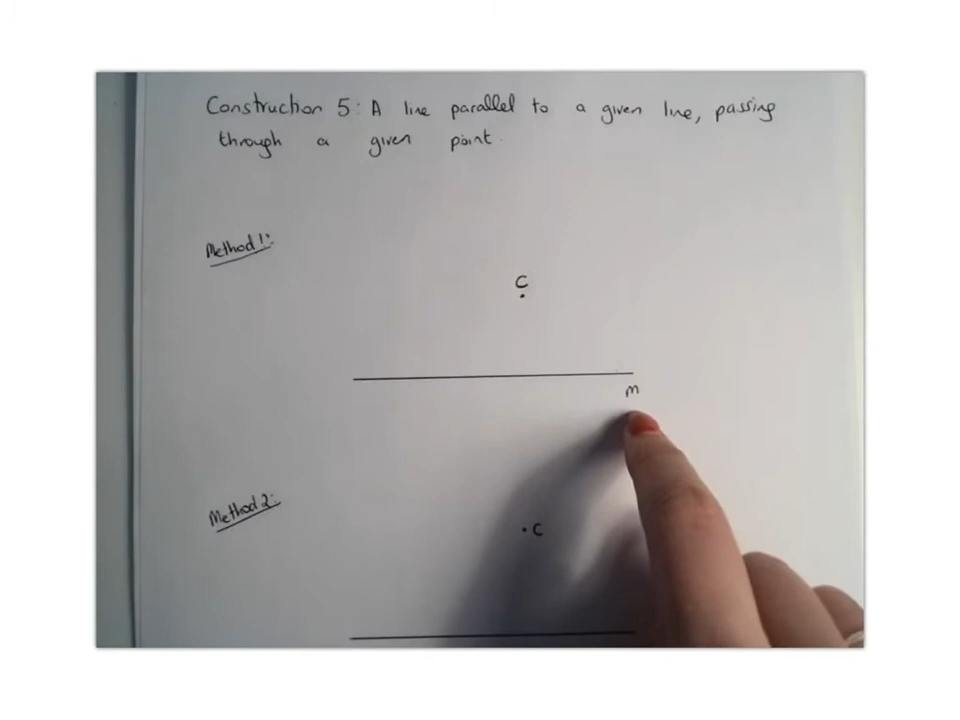 Construction 5: A line parallel to a given line, passing
through a given point.
Method 1:
C
m
Method 2:
C